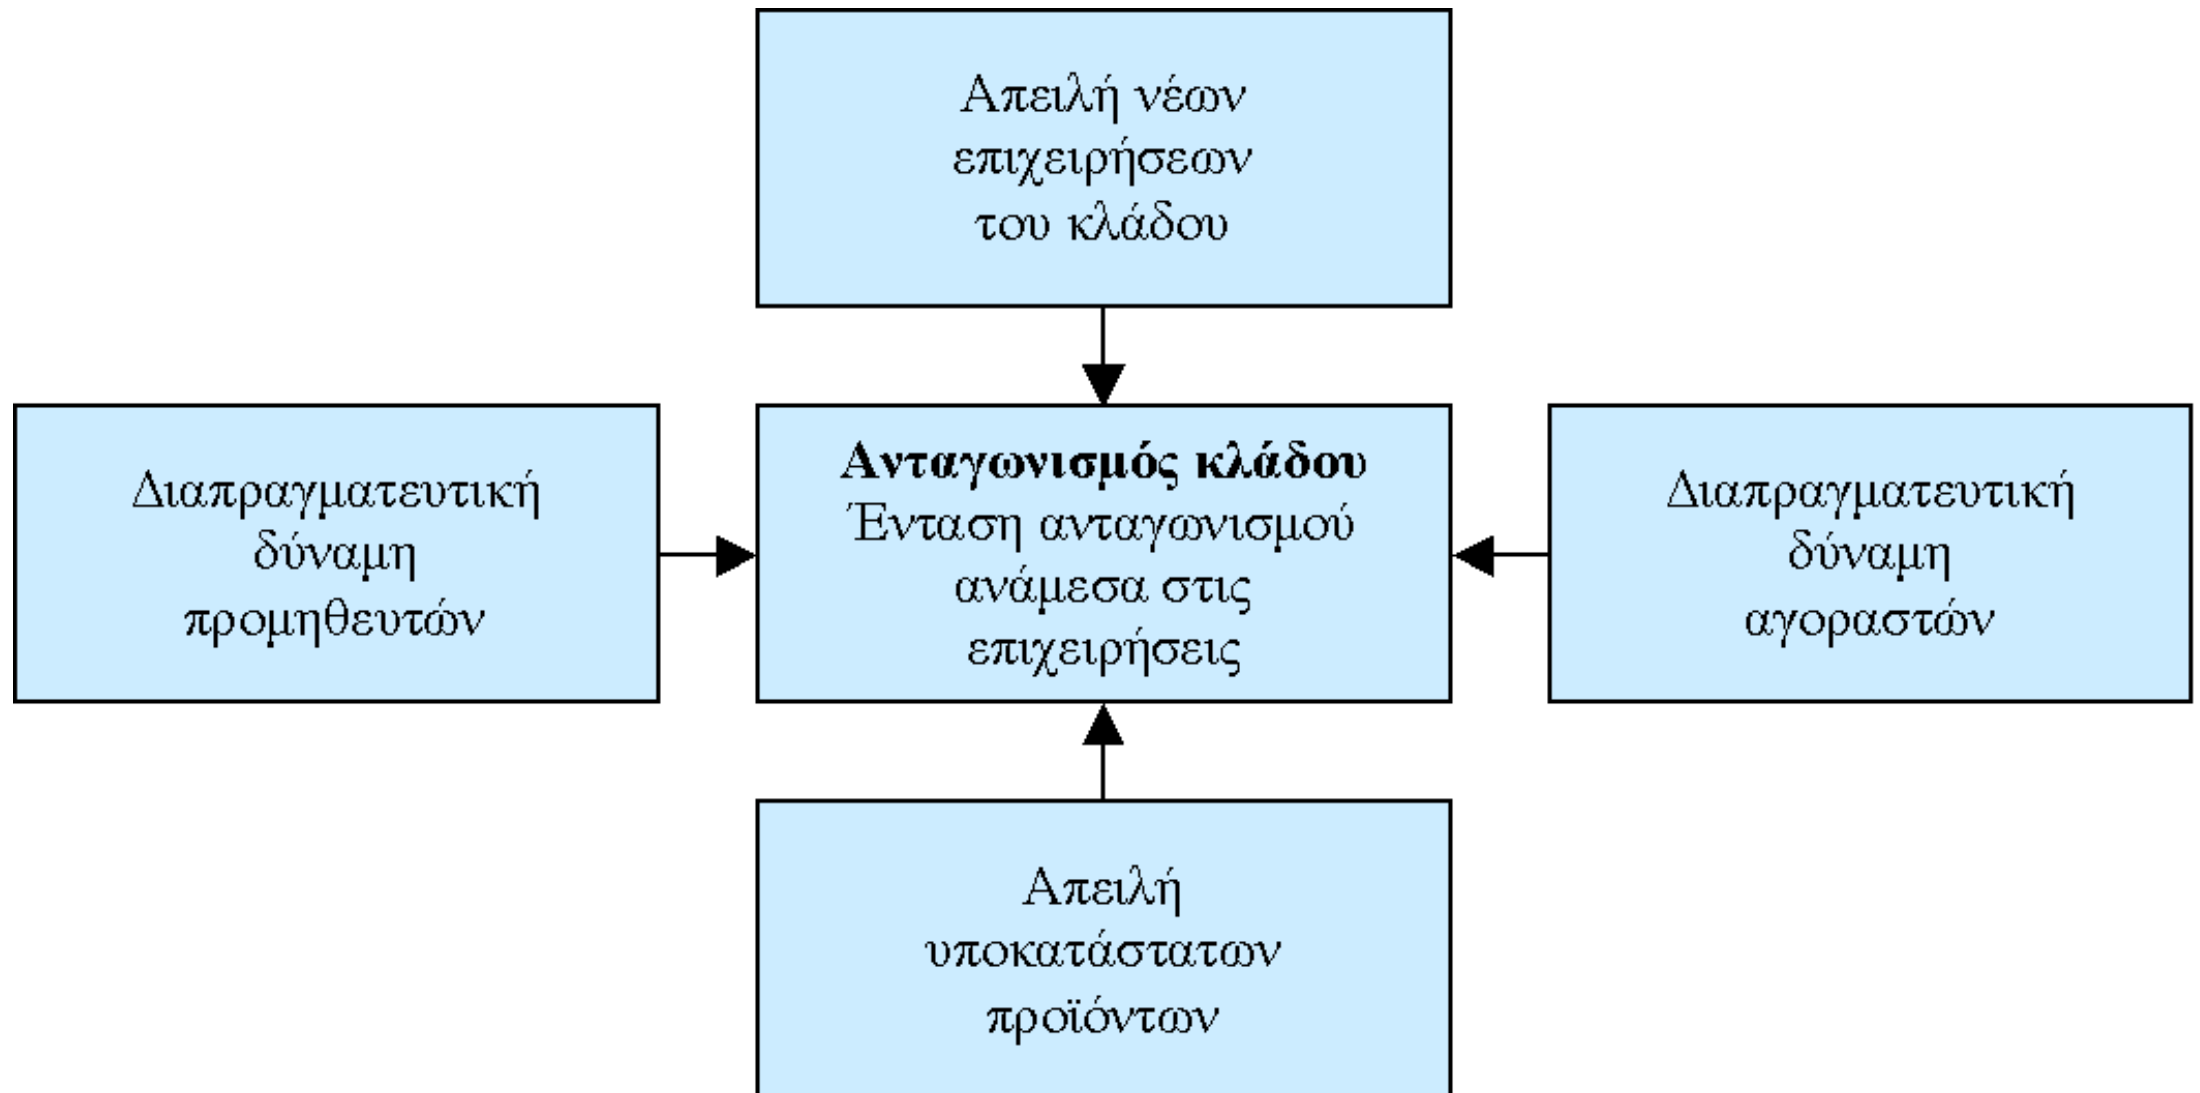 Απειλή νέων
επιχειρήσεων
του κλάδου
Διαπραγματευτική
δύναμη
προμηθευτών
Ανταγωνισμός κλάδου
Ένταση ανταγωνισμού
ανάμεσα στις
επιχειρήσεις
Διαπραγματευτική
δύναμη
αγοραστών
Απειλή
υποκατάστατων
προϊόντων